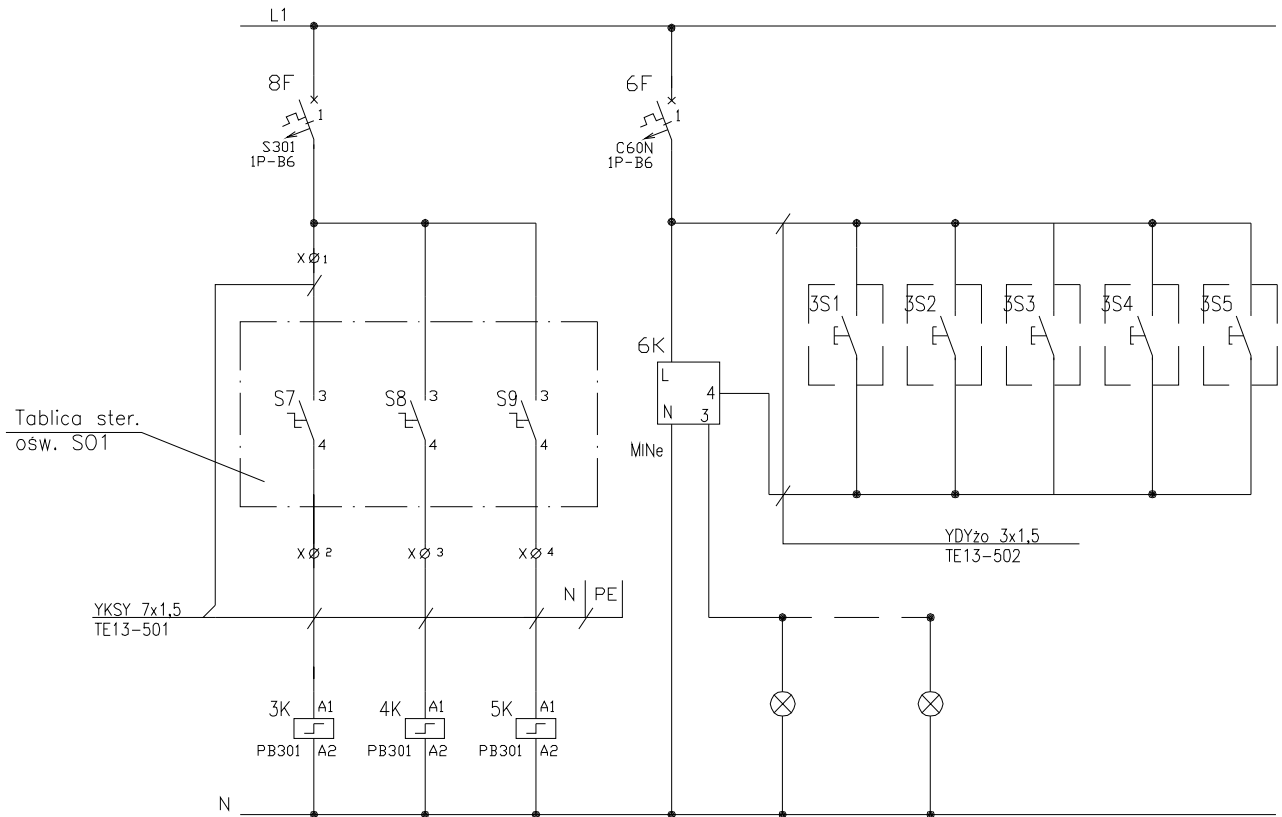 L1
8F
1
S301
1P-B6
6F
1
C60N
1P-B6
X 1
3S1
3S2
3S3
3S4
3S5
6K
L
4
N
3
MINe
S7
3
4
S8
3
4
S9
3
4
Tablica ster.
ośw. SO1
X 2
X 3
X 4
YDYżo 3x1,5
TE13-502
N
PE
YKSY 7x1,5
TE13-501
3K
A1
PB301
A2
4K
A1
PB301
A2
5K
A1
PB301
A2
N